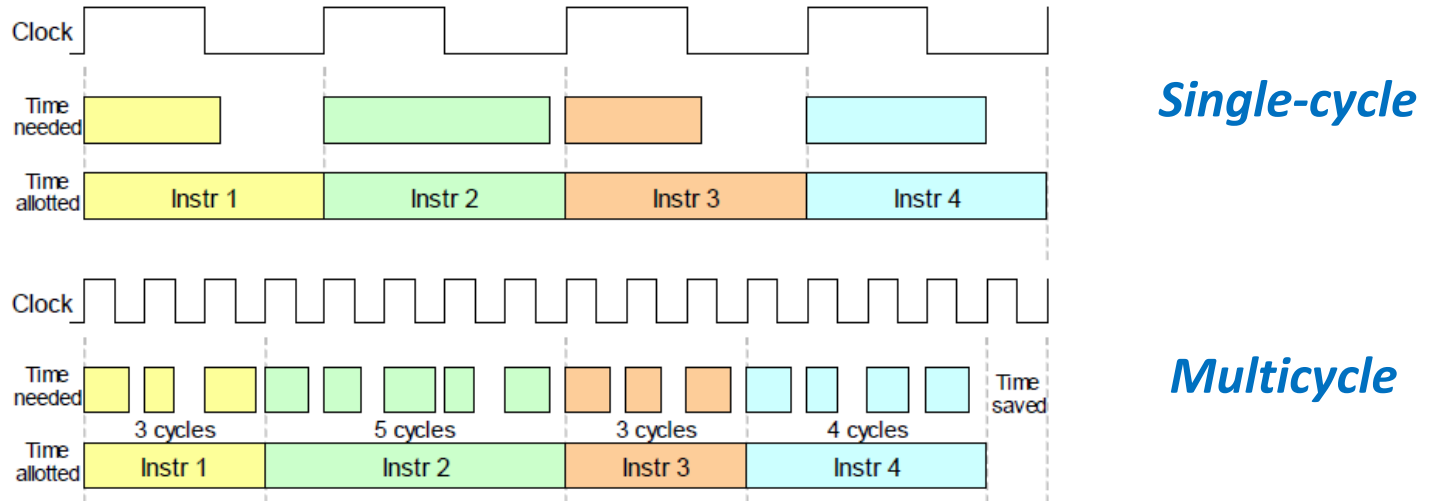 Clock
Single-cycle
Time
needed
Time
allotted
Instr 1
Instr 2
Instr 3
Instr 4
Clock
Multicycle
Time
needed
Time
saved
3 cycles
5 cycles
3 cycles
4 cycles
Time
allotted
Instr 1
Instr 2
Instr 3
Instr 4